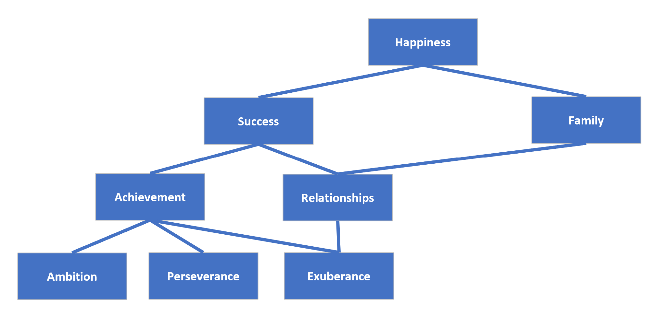 Happiness
Success
Family
Achievement
Relationships
Ambition
Perseverance
Exuberance